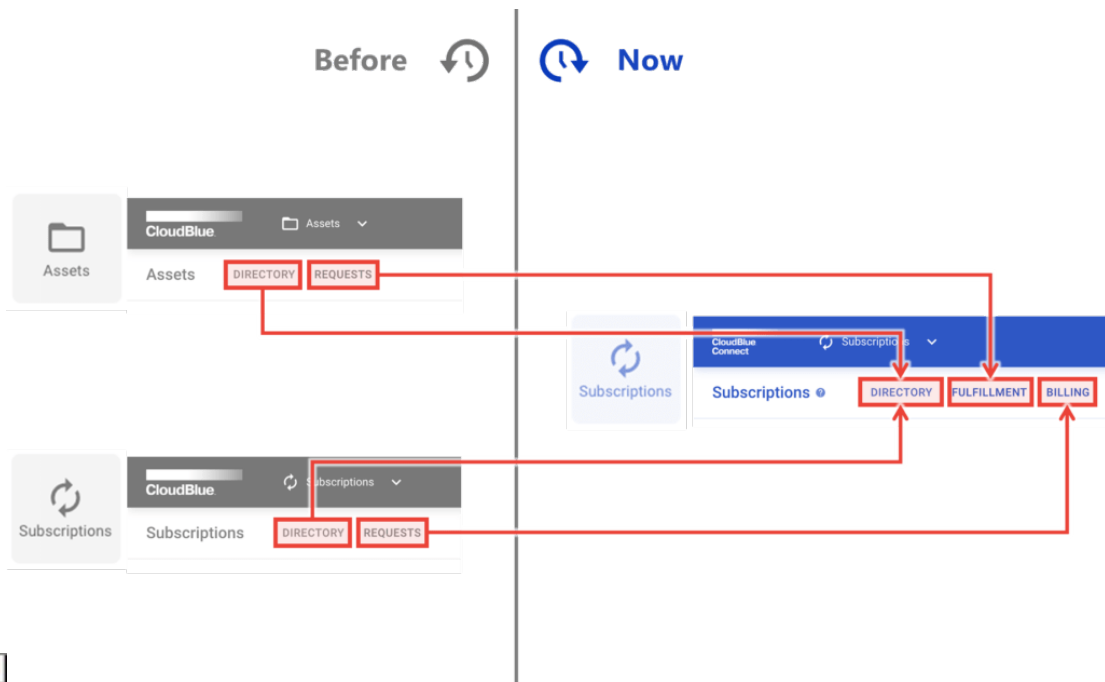 Before
Now
Assets
CloudBlue
Assets
Assets
DIRECTORY
REQUESTS
Subscriptions
CloudBlue
Connect
Subscriptions
Subscriptions
DIRECTORY
FULFILLMENT
BILLING
Subscriptions
CloudBlue
Subscriptions
Subscriptions
DIRECTORY
REQUESTS